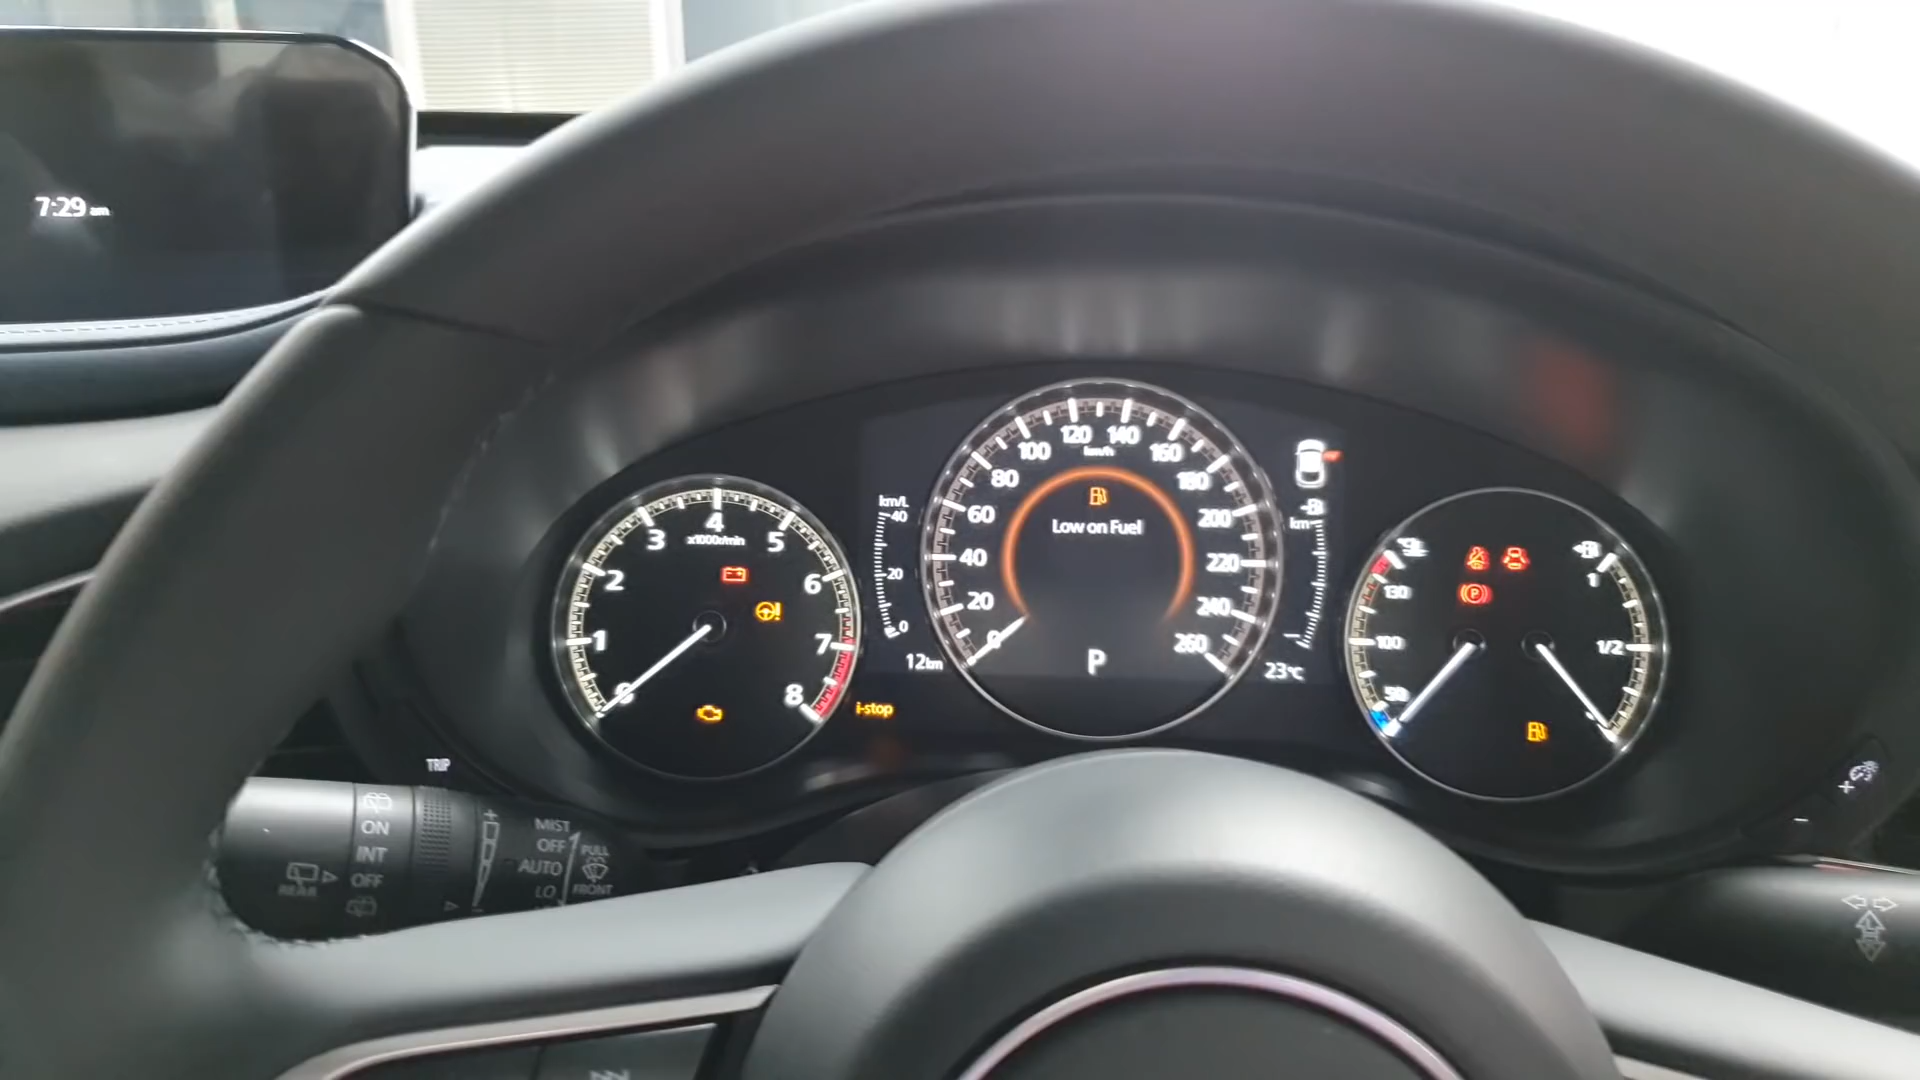 7:29 am
0 1 2 3 4 5 6 7 8
x1000r/min
i-stop
km/L
40
20
0
12km
0 20 40 60 80 100 120 140 160 180 200 220 240 260
km/h
Low on Fuel
P
km
23°C
130
100
50
P
1
1/2
TRIP
ON
INT
OFF
REAR
MIST
OFF
AUTO
LO
PULL
FRONT